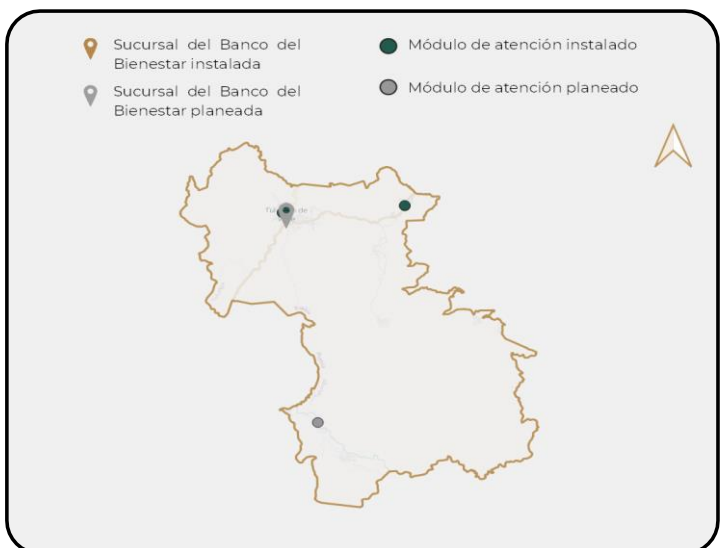 Sucursal del Banco del
Bienestar instalada
Sucursal del Banco del
Bienestar planeada
Módulo de atención instalado
Módulo de atención planeado